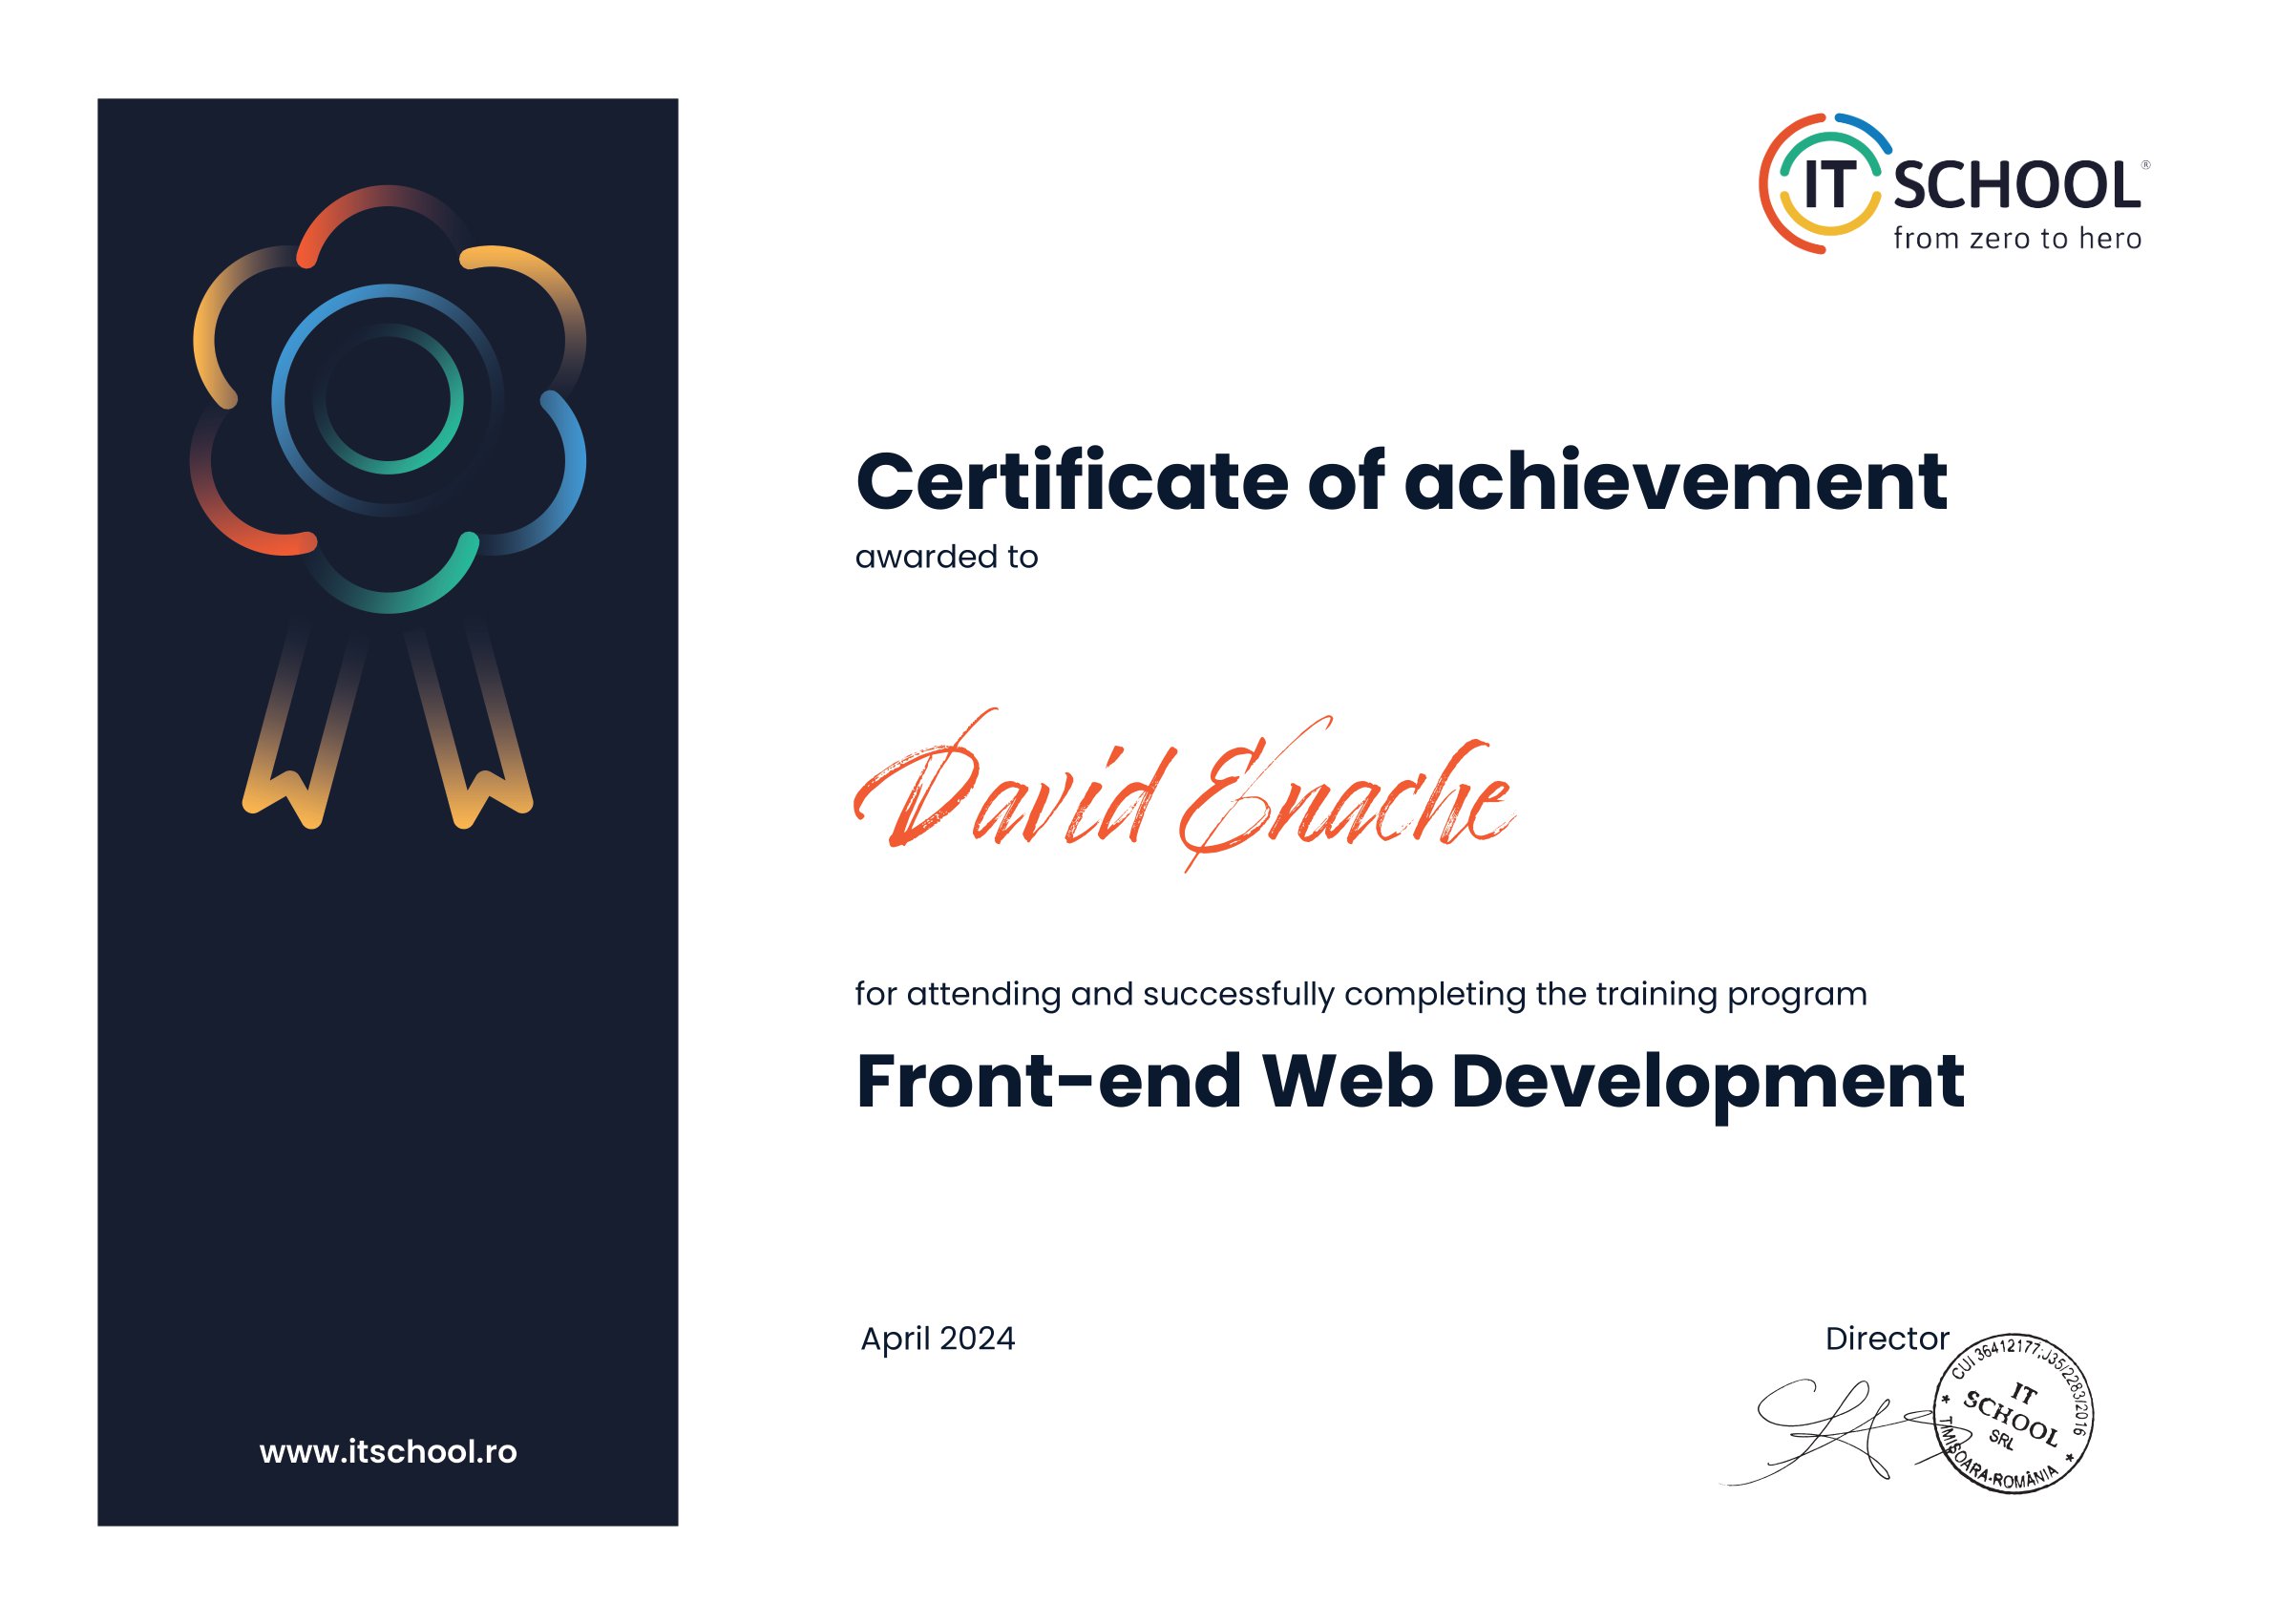 IT SCHOOL®
from zero to hero
Certificate of achievement
awarded to
David Enache
for attending and successfully completing the training program
Front-end Web Development
April 2024
Director
CUI 36412177;J35/2283/2016
IT
SCHOOL
SRL
* TIMIȘOARA-ROMÂNIA *
www.itschool.ro